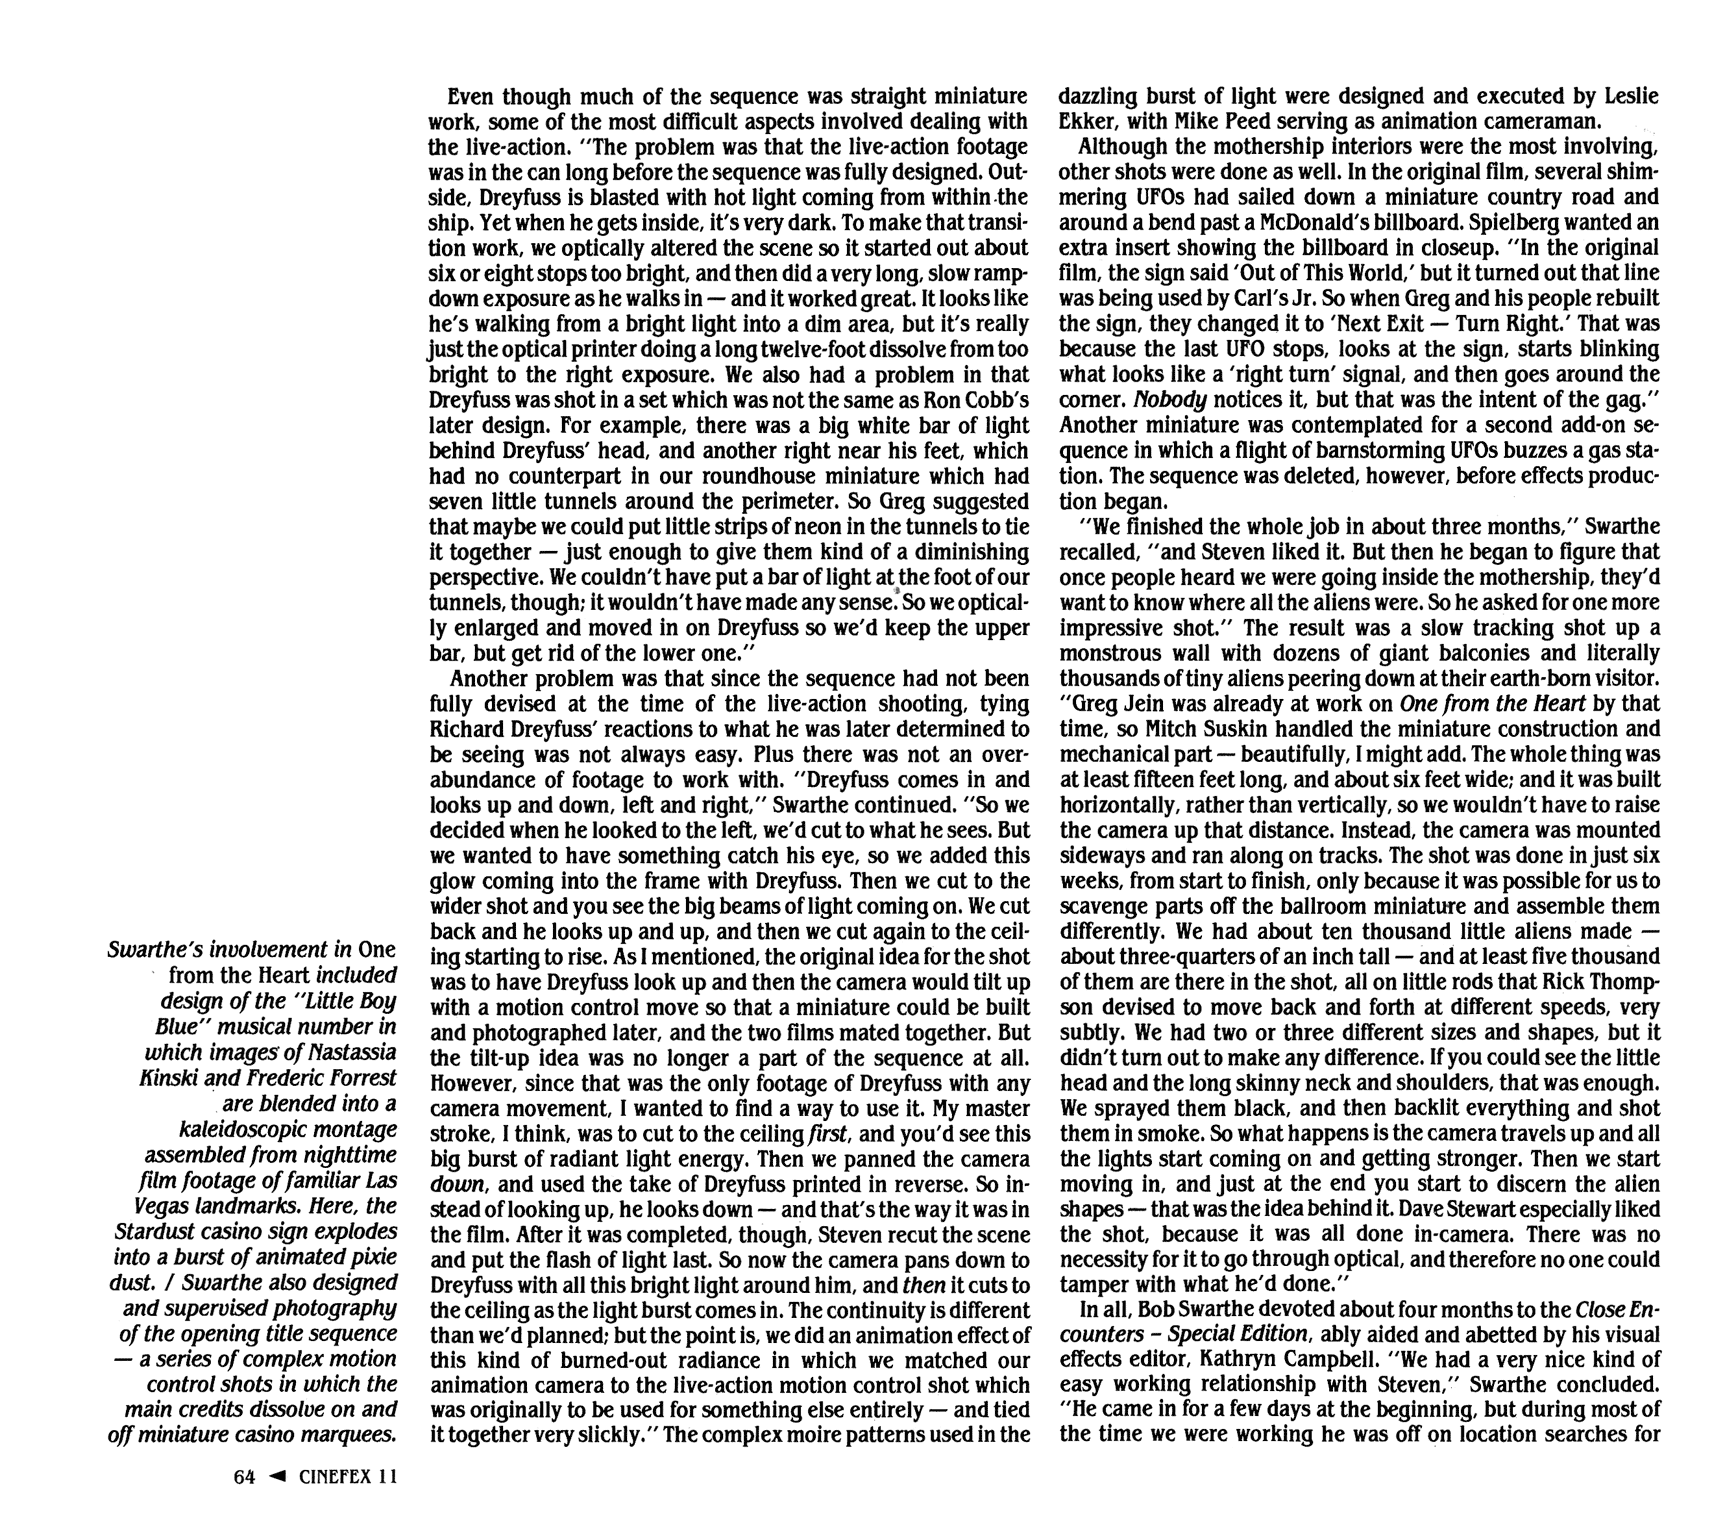 Even though much of the sequence was straight miniature
work, some of the most difficult aspects involved dealing with
the live-action. "The problem was that the live-action footage
was in the can long before the sequence was fully designed. Out-
side, Dreyfuss is blasted with hot light coming from within the
ship. Yet when he gets inside, it's very dark. To make that transi-
tion work, we optically altered the scene so it started out about
six or eight stops too bright, and then did a very long, slow ramp-
down exposure as he walks in — and it worked great. It looks like
he's walking from a bright light into a dim area, but it's really
just the optical printer doing a long twelve-foot dissolve from too
bright to the right exposure. We also had a problem in that
Dreyfuss was shot in a set which was not the same as Ron Cobb's
later design. For example, there was a big white bar of light
behind Dreyfuss' head, and another right near his feet, which
had no counterpart in our roundhouse miniature which had
seven little tunnels around the perimeter. So Greg suggested
that maybe we could put little strips of neon in the tunnels to tie
it together — just enough to give them kind of a diminishing
perspective. We couldn't have put a bar of light at the foot of our
tunnels, though; it wouldn't have made any sense. So we optical-
ly enlarged and moved in on Dreyfuss so we'd keep the upper
bar, but get rid of the lower one."
Another problem was that since the sequence had not been
fully devised at the time of the live-action shooting, tying
Richard Dreyfuss' reactions to what he was later determined to
be seeing was not always easy. Plus there was not an over-
abundance of footage to work with. "Dreyfuss comes in and
looks up and down, left and right," Swarthe continued. "So we
decided when he looked to the left, we'd cut to what he sees. But
we wanted to have something catch his eye, so we added this
glow coming into the frame with Dreyfuss. Then we cut to the
wider shot and you see the big beams of light coming on. We cut
back and he looks up and up, and then we cut again to the ceil-
ing starting to rise. As I mentioned, the original idea for the shot
was to have Dreyfuss look up and then the camera would tilt up
with a motion control move so that a miniature could be built
and photographed later, and the two films mated together. But
the tilt-up idea was no longer a part of the sequence at all.
However, since that was the only footage of Dreyfuss with any
camera movement, I wanted to find a way to use it. My master
stroke, I think, was to cut to the ceiling first, and you'd see this
big burst of radiant light energy. Then we panned the camera
down, and used the take of Dreyfuss printed in reverse. So in-
stead of looking up, he looks down — and that's the way it was in
the film. After it was completed, though, Steven recut the scene
and put the flash of light last. So now the camera pans down to
Dreyfuss with all this bright light around him, and then it cuts to
the ceiling as the light burst comes in. The continuity is different
than we'd planned; but the point is, we did an animation effect of
this kind of burned-out radiance in which we matched our
animation camera to the live-action motion control shot which
was originally to be used for something else entirely — and tied
it together very slickly." The complex moire patterns used in the
dazzling burst of light were designed and executed by Leslie
Ekker, with Mike Peed serving as animation cameraman.
Although the mothership interiors were the most involving,
other shots were done as well. In the original film, several shim-
mering UFOs had sailed down a miniature country road and
around a bend past a McDonald's billboard. Spielberg wanted an
extra insert showing the billboard in closeup. "In the original
film, the sign said 'Out of This World,' but it turned out that line
was being used by Carl's Jr. So when Greg and his people rebuilt
the sign, they changed it to 'Next Exit — Turn Right.' That was
because the last UFO stops, looks at the sign, starts blinking
what looks like a 'right turn' signal, and then goes around the
corner. Nobody notices it, but that was the intent of the gag."
Another miniature was contemplated for a second add-on se-
quence in which a flight of barnstorming UFOs buzzes a gas sta-
tion. The sequence was deleted, however, before effects produc-
tion began.
"We finished the whole job in about three months," Swarthe
recalled, "and Steven liked it. But then he began to figure that
once people heard we were going inside the mothership, they'd
want to know where all the aliens were. So he asked for one more
impressive shot." The result was a slow tracking shot up a
monstrous wall with dozens of giant balconies and literally
thousands of tiny aliens peering down at their earth-born visitor.
"Greg Jein was already at work on One from the Heart by that
time, so Mitch Suskin handled the miniature construction and
mechanical part — beautifully, I might add. The whole thing was
at least fifteen feet long, and about six feet wide; and it was built
horizontally, rather than vertically, so we wouldn't have to raise
the camera up that distance. Instead, the camera was mounted
sideways and ran along on tracks. The shot was done in just six
weeks, from start to finish, only because it was possible for us to
scavenge parts off the ballroom miniature and assemble them
differently. We had about ten thousand little aliens made —
about three-quarters of an inch tall — and at least five thousand
of them are there in the shot, all on little rods that Rick Thomp-
son devised to move back and forth at different speeds, very
subtly. We had two or three different sizes and shapes, but it
didn't turn out to make any difference. If you could see the little
head and the long skinny neck and shoulders, that was enough.
We sprayed them black, and then backlit everything and shot
them in smoke. So what happens is the camera travels up and all
the lights start coming on and getting stronger. Then we start
moving in, and just at the end you start to discern the alien
shapes — that was the idea behind it. Dave Stewart especially liked
the shot, because it was all done in-camera. There was no
necessity for it to go through optical, and therefore no one could
tamper with what he'd done."
In all, Bob Swarthe devoted about four months to the Close En-
counters – Special Edition, ably aided and abetted by his visual
effects editor, Kathryn Campbell. "We had a very nice kind of
easy working relationship with Steven," Swarthe concluded.
"He came in for a few days at the beginning, but during most of
the time we were working he was off on location searches for
Swarthe's involvement in One
from the Heart included
design of the "Little Boy
Blue" musical number in
which images of Nastassia
Kinski and Frederic Forrest
are blended into a
kaleidoscopic montage
assembled from nighttime
film footage of familiar Las
Vegas landmarks. Here, the
Stardust casino sign explodes
into a burst of animated pixie
dust. / Swarthe also designed
and supervised photography
of the opening title sequence
— a series of complex motion
control shots in which the
main credits dissolve on and
off miniature casino marquees.
64 ◄ CINEFEX 11